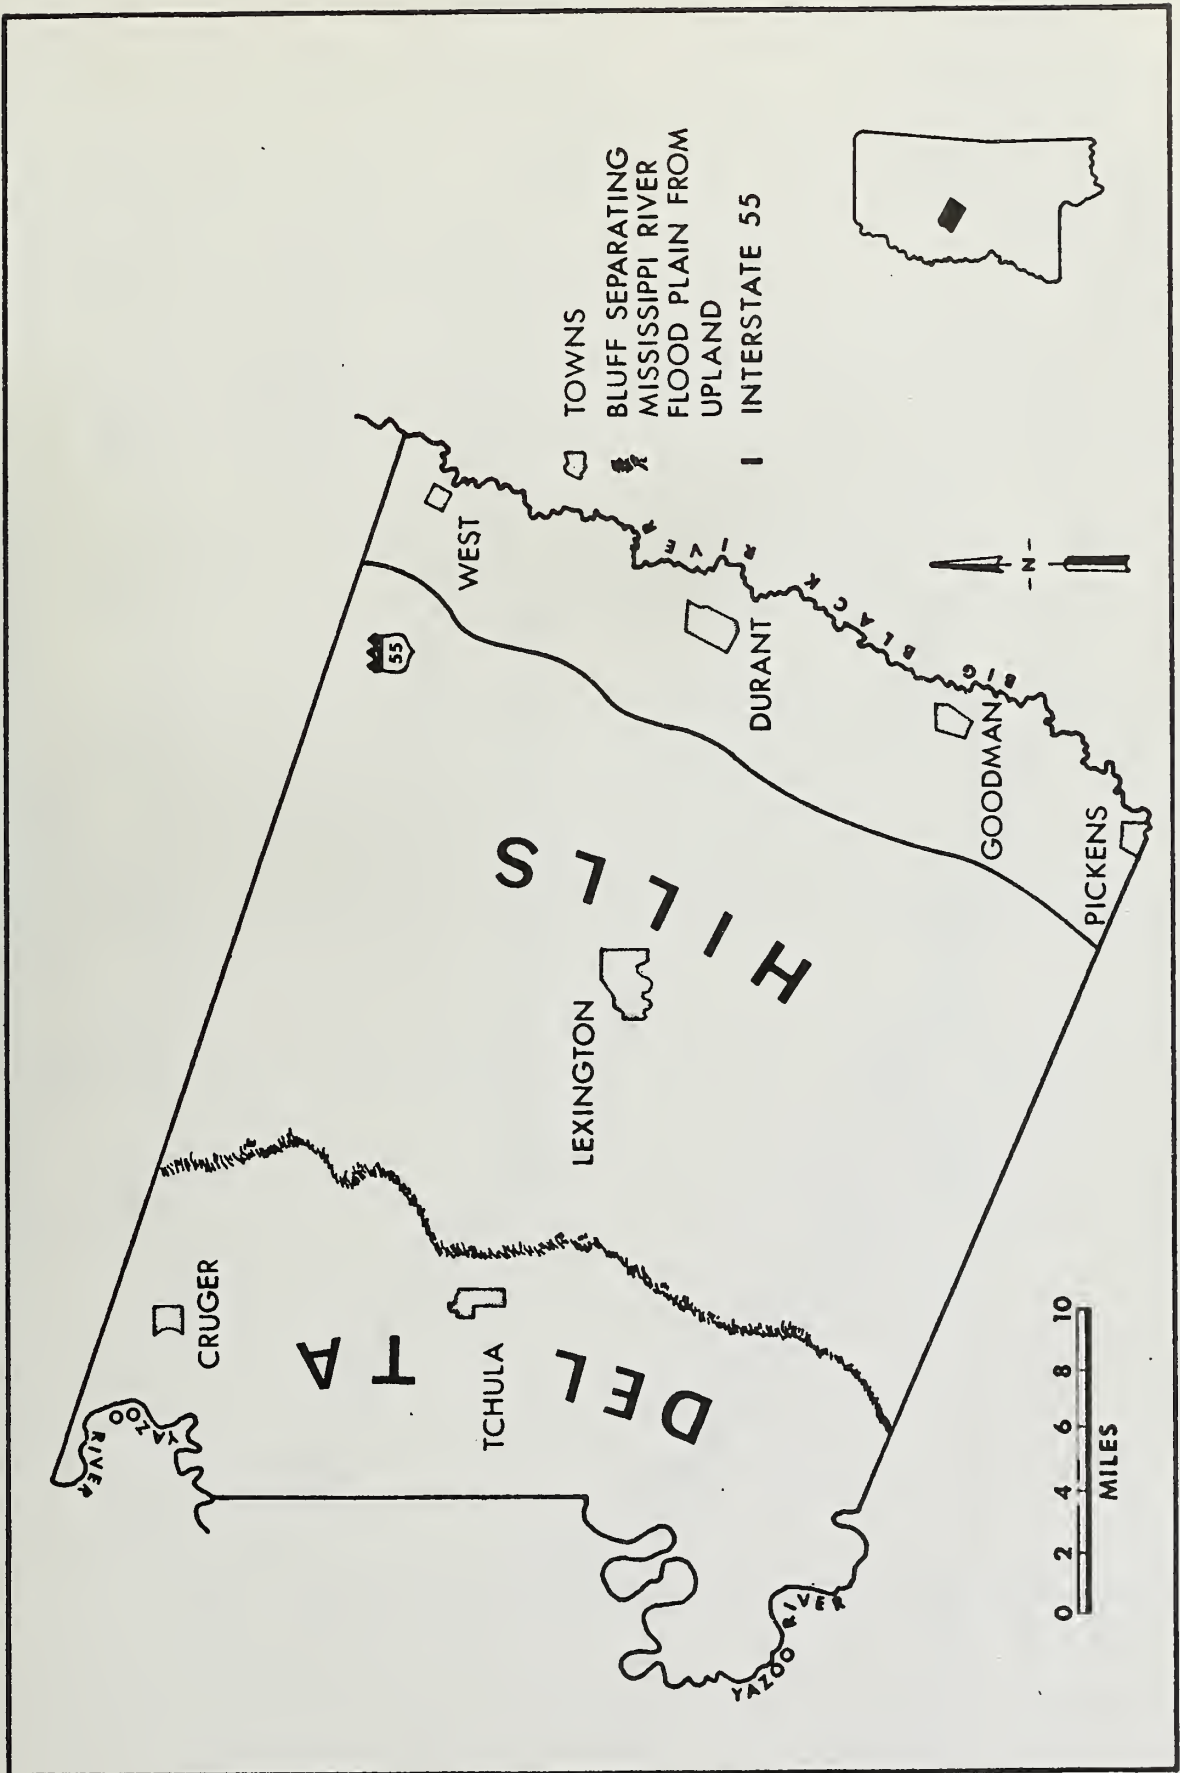 RIVER
YAZOO
CRUGER
DELTA
TCHULA
YAZOO RIVER
HILLS
LEXINGTON
55
WEST
DURANT
GOODMAN
PICKENS
BIG BLACK RIVER
TOWNS
BLUFF SEPARATING
MISSISSIPPI RIVER
FLOOD PLAIN FROM
UPLAND
INTERSTATE 55
-N-
0 2 4 6 8 10
MILES